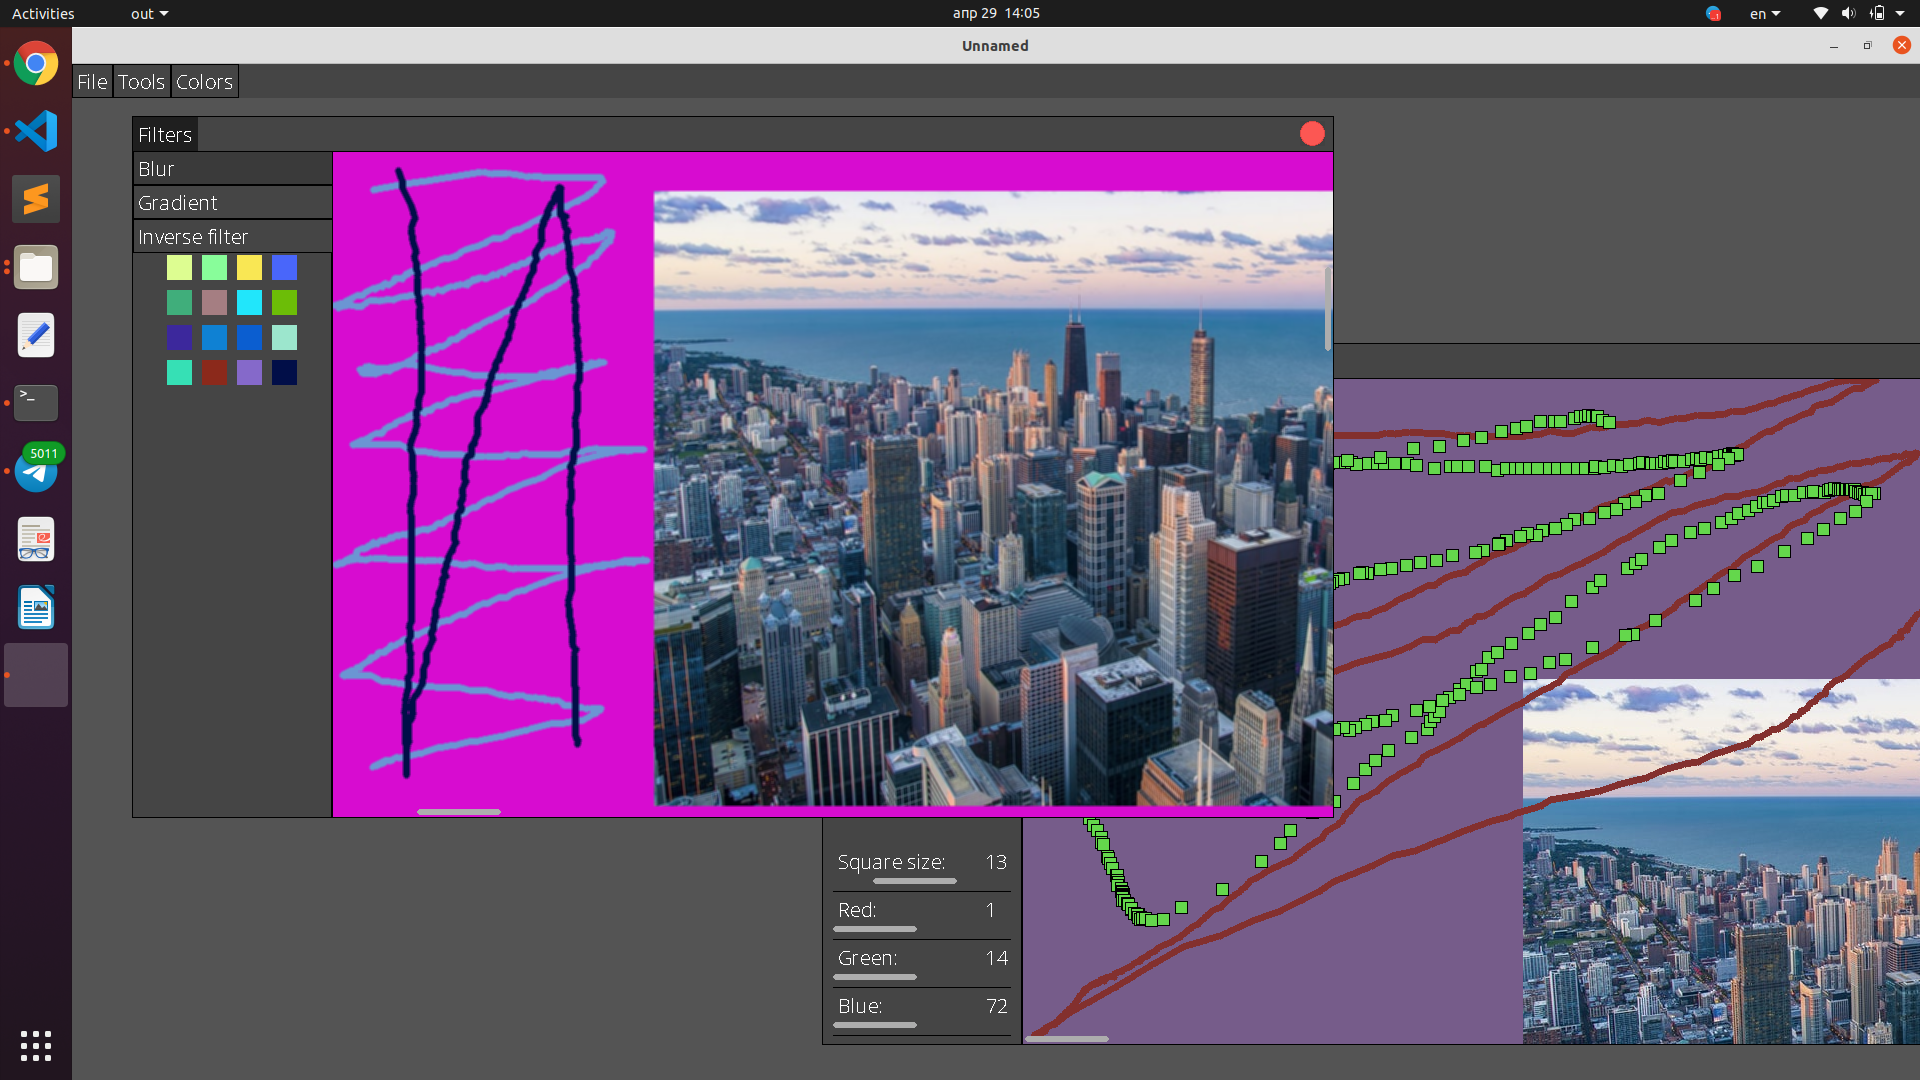 Activities
out
апр 29 14:05
en
Unnamed
File
Tools
Colors
Filters
Blur
Gradient
Inverse filter
5011
Square size: 13
Red: 1
Green: 14
Blue: 72